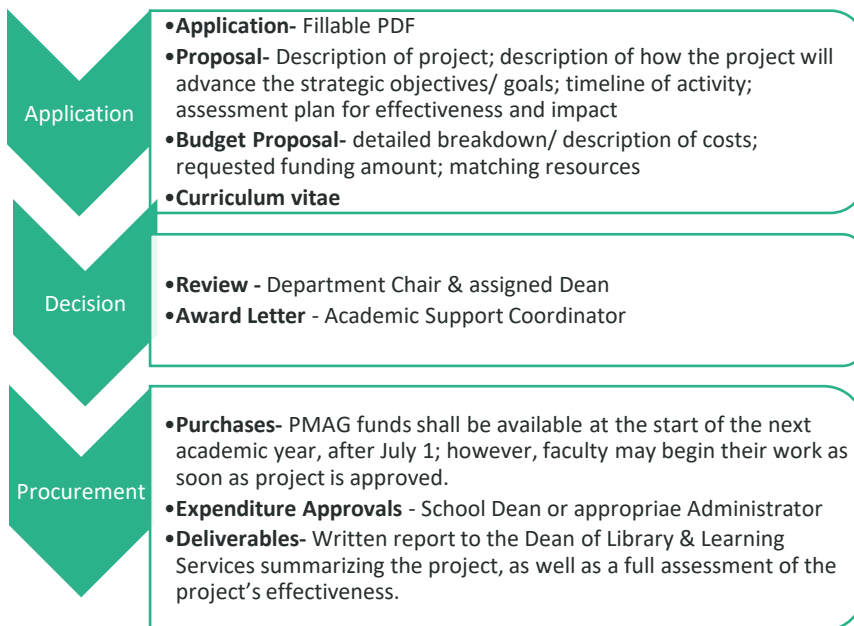 Application
•Application- Fillable PDF
•Proposal- Description of project; description of how the project will
advance the strategic objectives/ goals; timeline of activity;
assessment plan for effectiveness and impact
•Budget Proposal- detailed breakdown/ description of costs;
requested funding amount; matching resources
•Curriculum vitae
Decision
•Review - Department Chair & assigned Dean
•Award Letter - Academic Support Coordinator
Procurement
•Purchases- PMAG funds shall be available at the start of the next
academic year, after July 1; however, faculty may begin their work as
soon as project is approved.
•Expenditure Approvals - School Dean or appropriae Administrator
•Deliverables- Written report to the Dean of Library & Learning
Services summarizing the project, as well as a full assessment of the
project’s effectiveness.